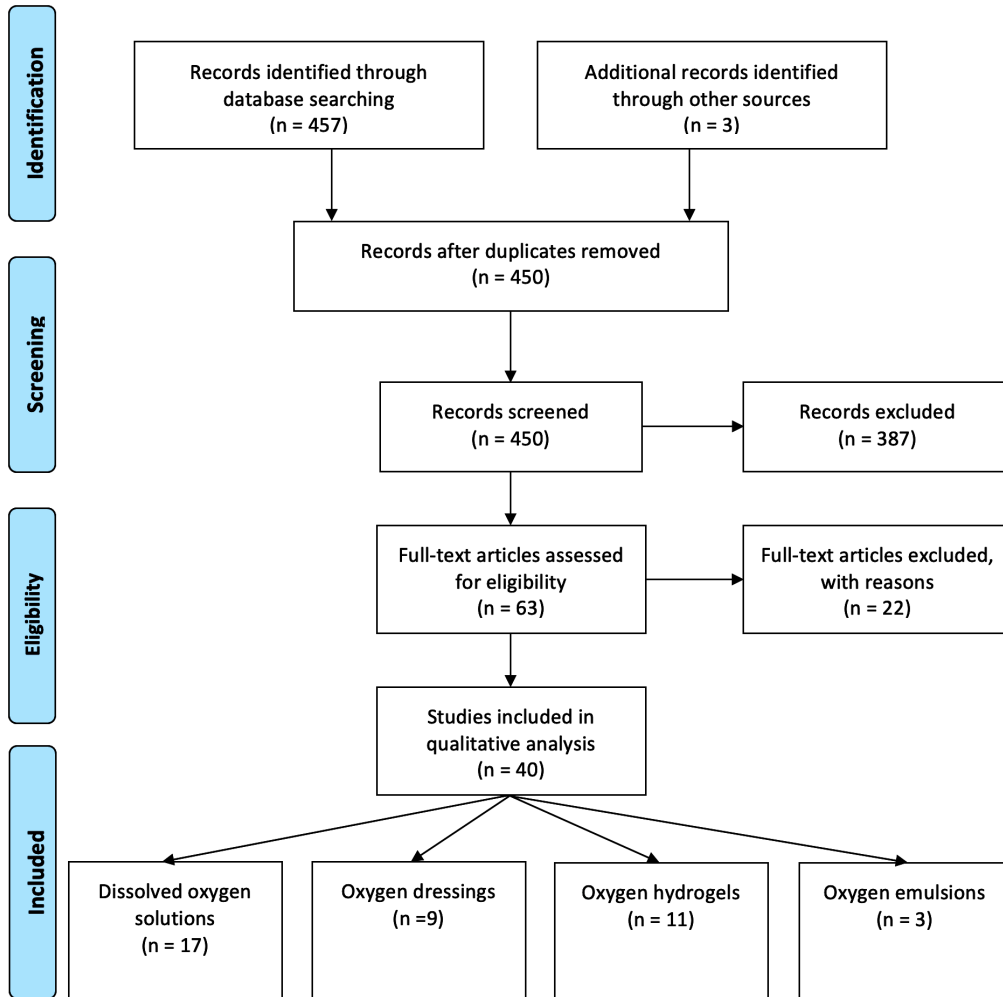 Identification
Records identified through
database searching
(n = 457)
Additional records identified
through other sources
(n = 3)
Records after duplicates removed
(n = 450)
Screening
Records screened
(n = 450)
Records excluded
(n = 387)
Eligibility
Full-text articles assessed
for eligibility
(n = 63)
Full-text articles excluded,
with reasons
(n = 22)
Studies included in
qualitative analysis
(n = 40)
Included
Dissolved oxygen
solutions
(n = 17)
Oxygen dressings
(n =9)
Oxygen hydrogels
(n = 11)
Oxygen emulsions
(n = 3)